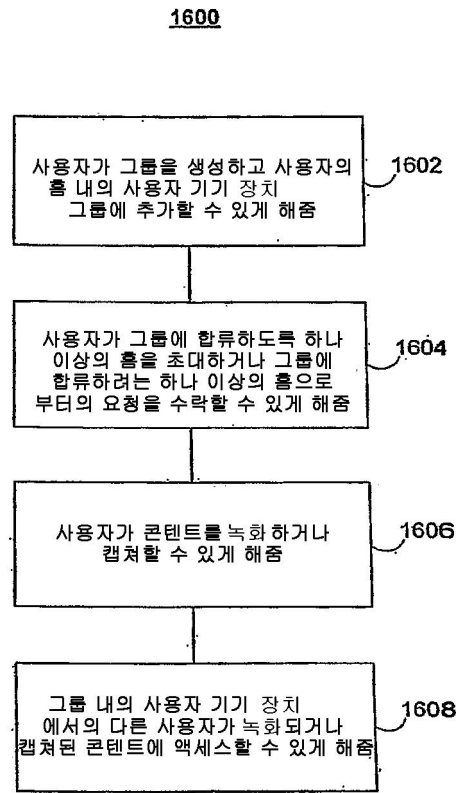 1600
사용자가 그룹을 생성하고 사용자의
홈 내의 사용자 기기 장치
그룹에 추가할 수 있게 해줌
1602
사용자가 그룹에 합류하도록 하나
이상의 홈을 초대하거나 그룹에
합류하려는 하나 이상의 홈으로
부터의 요청을 수락할 수 있게 해줌
1604
사용자가 콘텐트를 녹화하거나
캡쳐할 수 있게 해줌
1606
그룹 내의 사용자 기기 장치
에서의 다른 사용자가 녹화되거나
캡쳐된 콘텐트에 액세스할 수 있게 해줌
1608